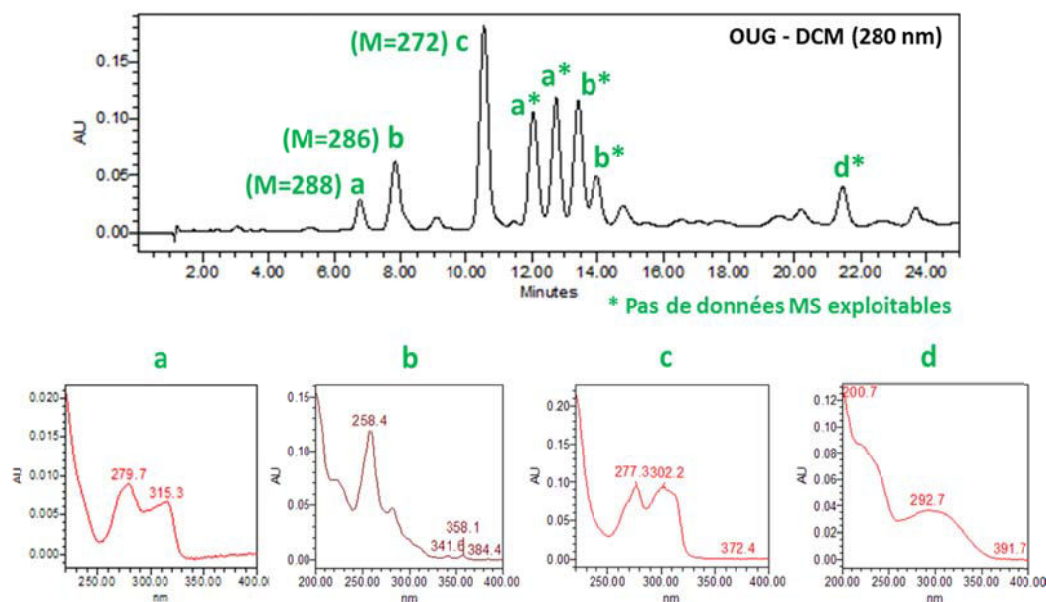 OUG - DCM (280 nm)
(M=272) c
a*
a*
b*
(M=286) b
b*
(M=288) a
d*
AU
0.15
0.10
0.05
0.00
2.00 4.00 6.00 8.00 10.00 12.00 14.00 16.00 18.00 20.00 22.00 24.00
Minutes
* Pas de données MS exploitables
a
AU
0.020
0.015
0.010
0.005
0.000
279.7
315.3
250.00 300.00 350.00 400.00
nm
b
AU
0.15
0.10
0.05
0.00
258.4
358.1
341.6
384.4
200.00 250.00 300.00 350.00 400.00
nm
c
AU
0.20
0.15
0.10
0.05
0.00
277.3 302.2
372.4
250.00 300.00 350.00 400.00
nm
d
AU
0.12
0.10
0.08
0.06
0.04
0.02
0.00
200.7
292.7
391.7
200.00 250.00 300.00 350.00 400.00
nm